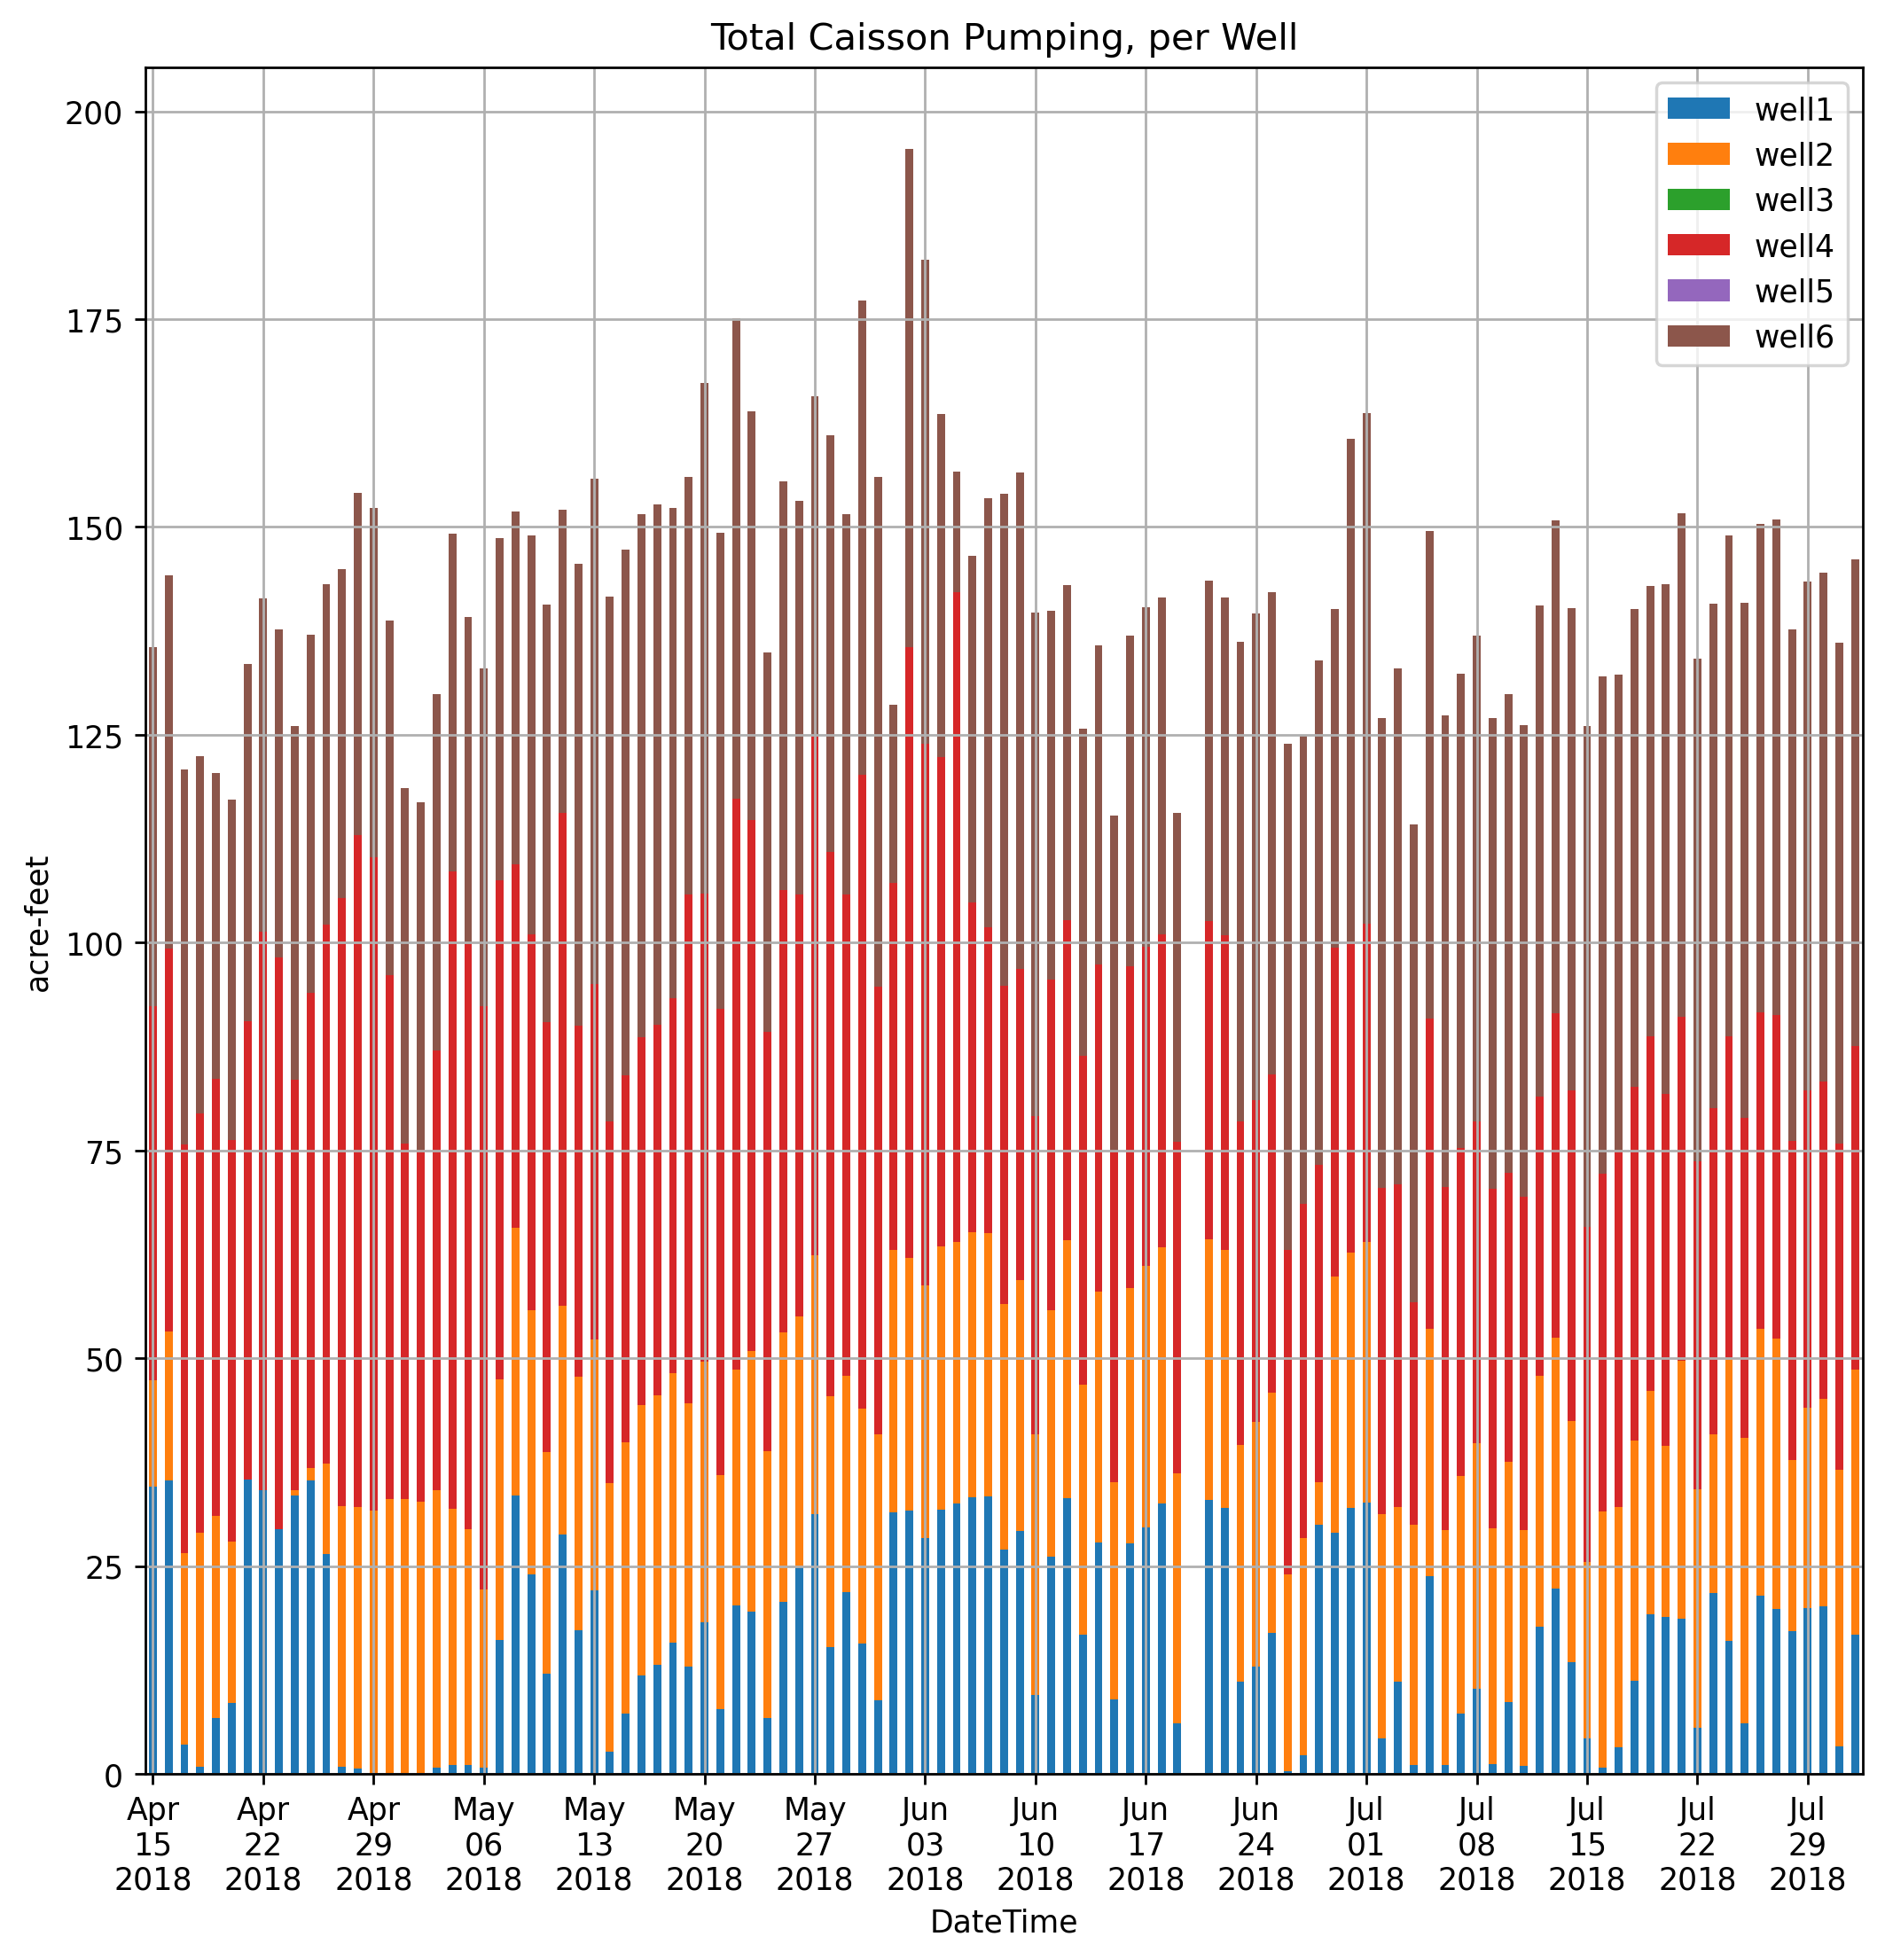 Total Caisson Pumping, per Well
200
175
150
125
100
75
50
25
0
acre-feet
well1
well2
well3
well4
well5
well6
Apr
15
2018
Apr
22
2018
Apr
29
2018
May
06
2018
May
13
2018
May
20
2018
May
27
2018
Jun
03
2018
Jun
10
2018
Jun
17
2018
Jun
24
2018
Jul
01
2018
Jul
08
2018
Jul
15
2018
Jul
22
2018
Jul
29
2018
DateTime